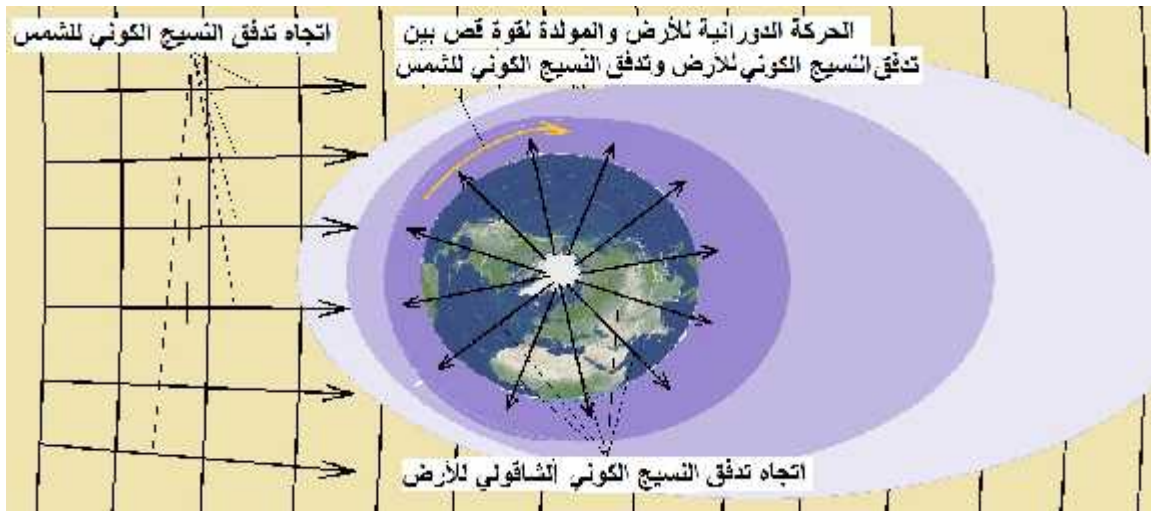 اتجاه تدفق النسيج الكوني للشمس
الحركة الدورانية للأرض والمولدة لقوة قص بين
تدفق النسيج الكوني للأرض وتدفق النسيج الكوني للشمس
اتجاه تدفق النسيج الكوني الشاقولي للأرض